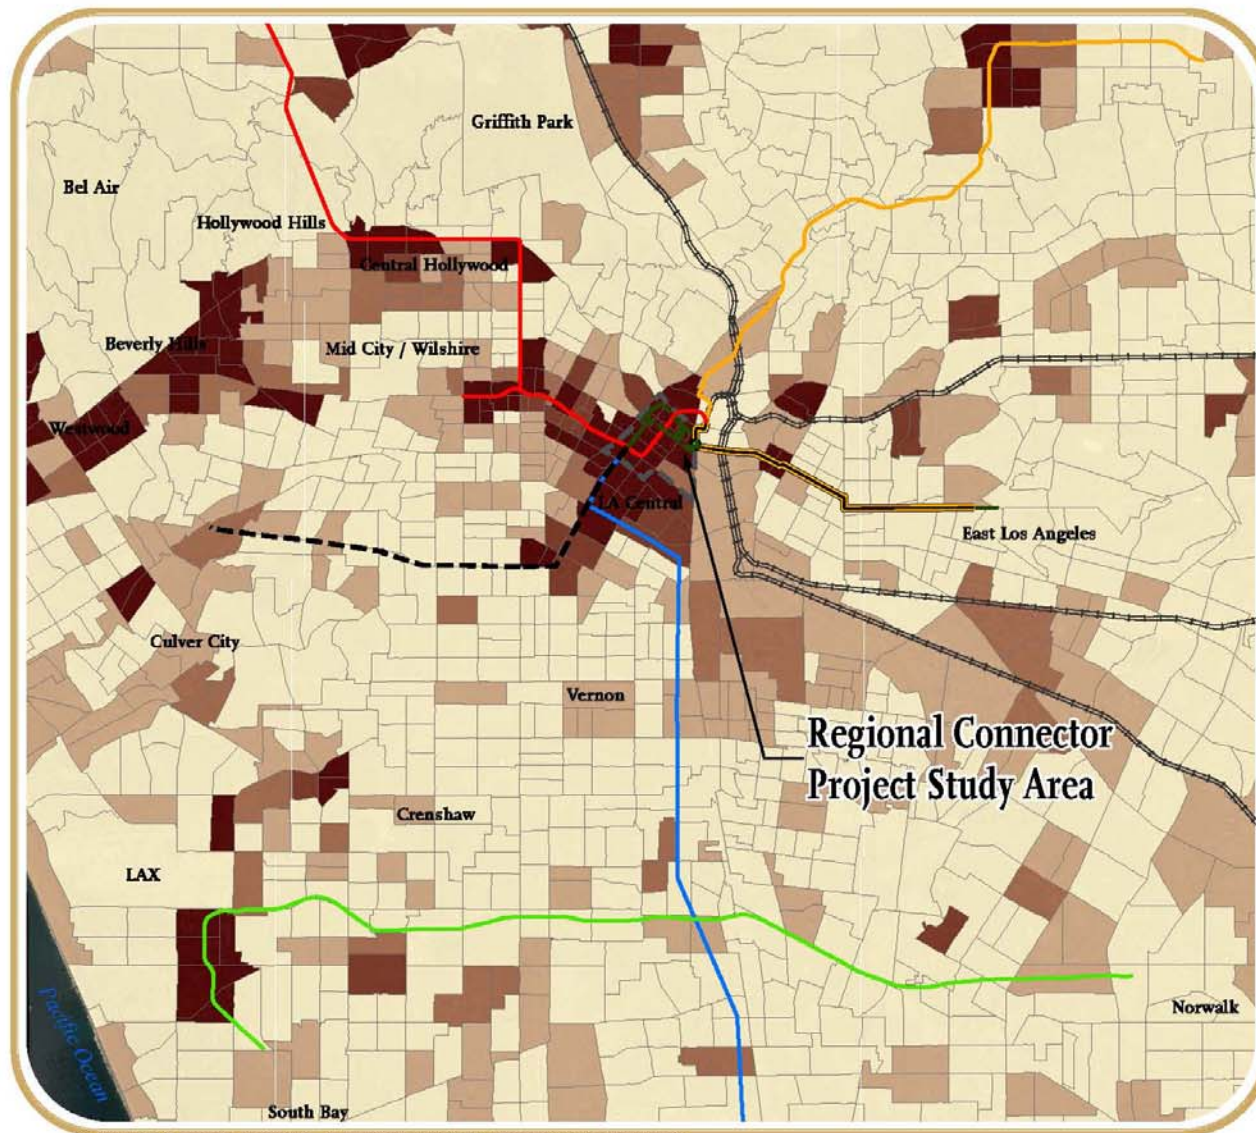 Griffith Park
Bel Air
Hollywood Hills
Central Hollywood
Beverly Hills
Mid City / Wilshire
Westwood
LA Central
East Los Angeles
Culver City
Vernon
Regional Connector
Project Study Area
Crenshaw
LAX
Pacific Ocean
Norwalk
South Bay